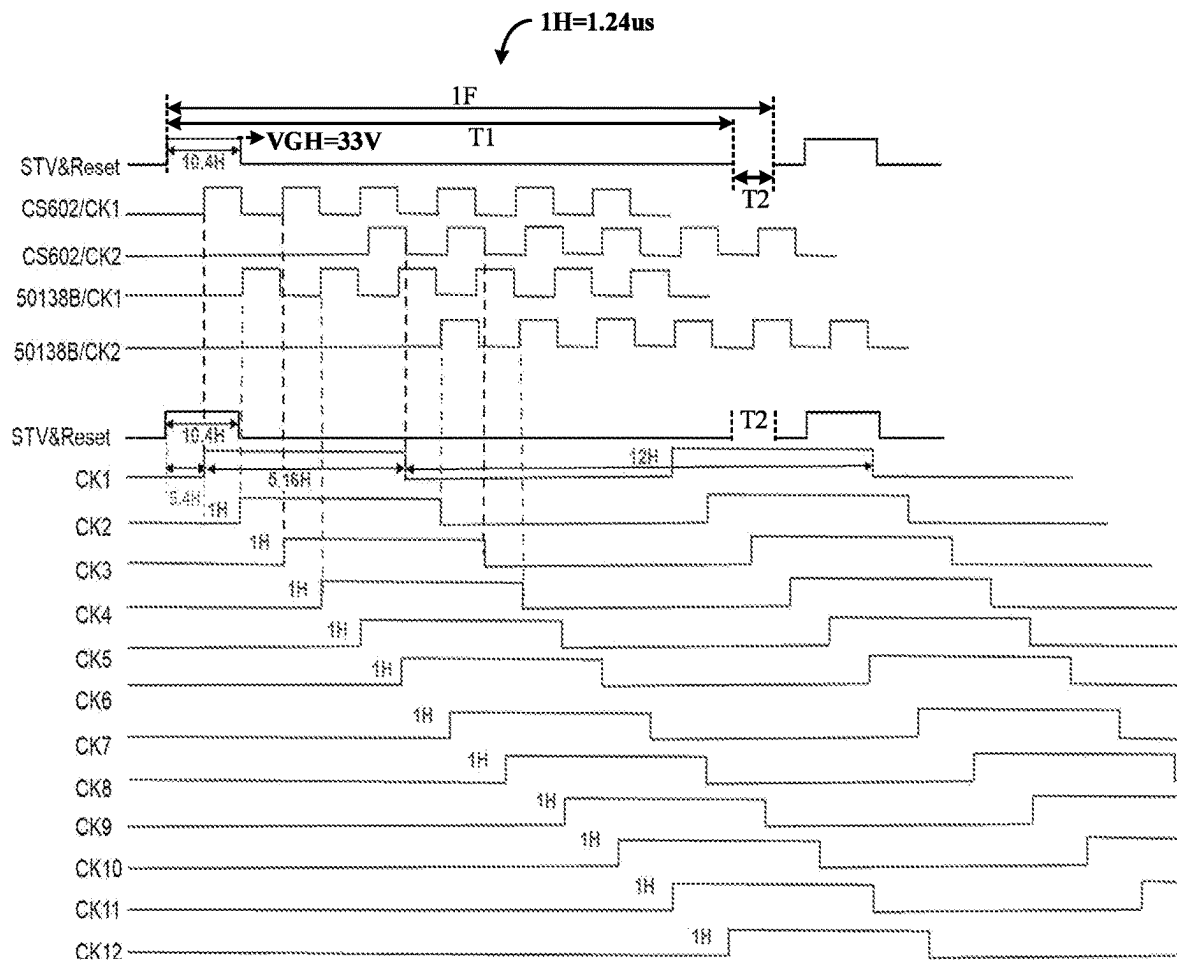 1H=1.24us
1F
T1
VGH=33V
10.4H
STV&Reset
T2
CS602/CK1
CS602/CK2
50138B/CK1
50138B/CK2
T2
STV&Reset
10.4H
12H
CK1
5.16H
5.4H
1H
CK2
1H
CK3
1H
CK4
1H
CK5
1H
CK6
1H
CK7
1H
CK8
1H
CK9
1H
CK10
1H
CK11
1H
CK12